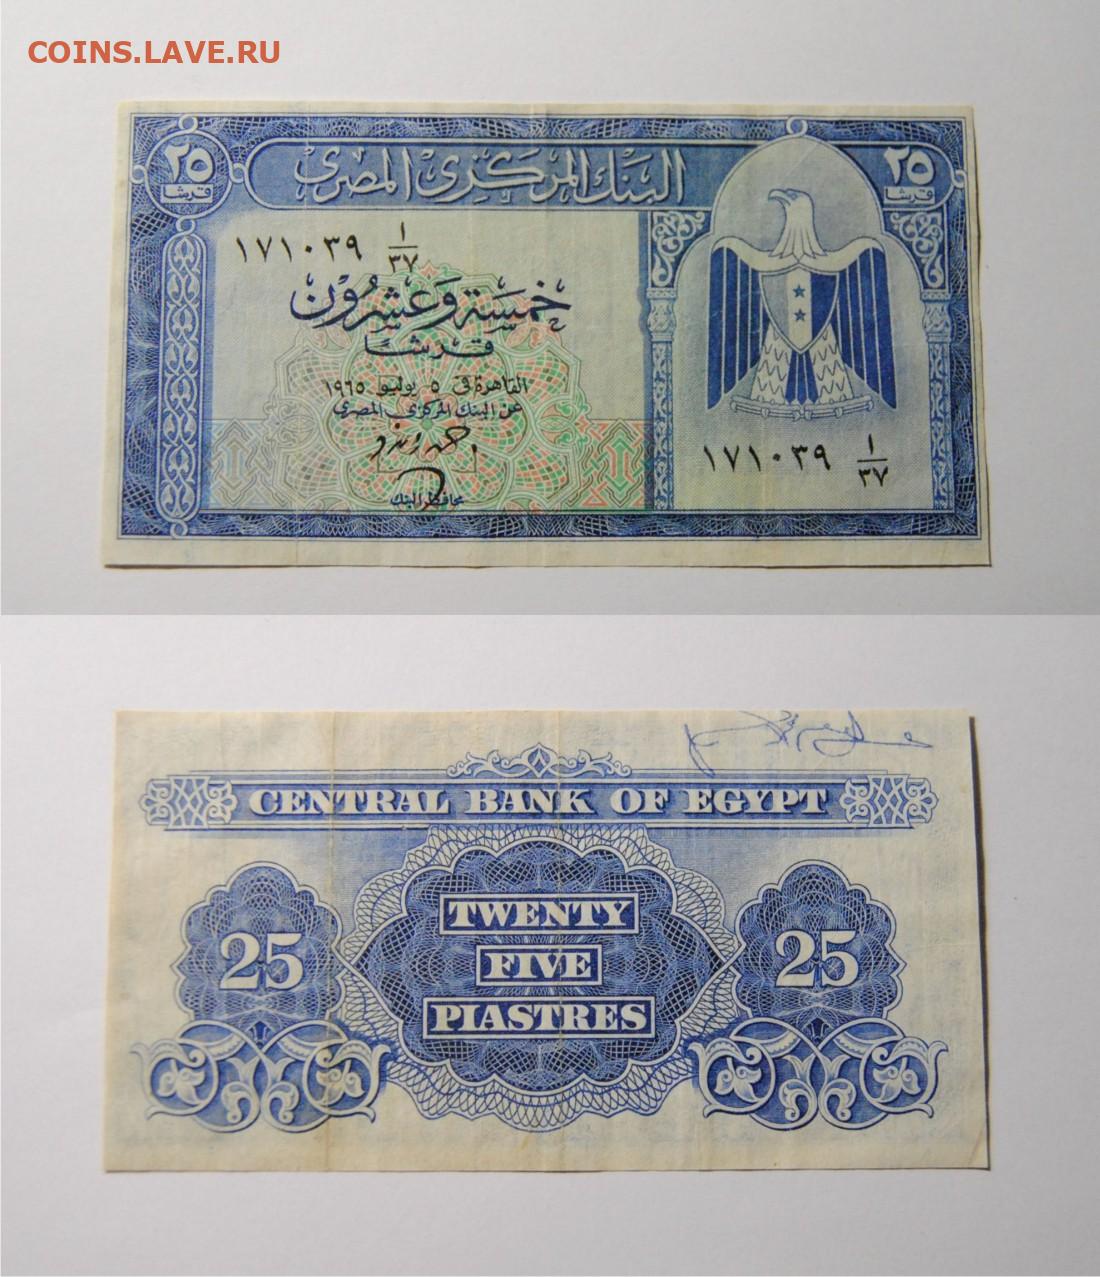 COINS.LAVE.RU
البنك المركزي المصري
٢٥
قرشا
٢٥
قرشا
١٧١٠٣٩ ١/٣٧
خمسة وعشرون
قرشا
القاهرة في ٥ يوليو ١٩٦٥
عن البنك المركزي المصري
محافظ البنك
١٧١٠٣٩ ١/٣٧
CENTRAL BANK OF EGYPT
25
TWENTY
FIVE
PIASTRES
25